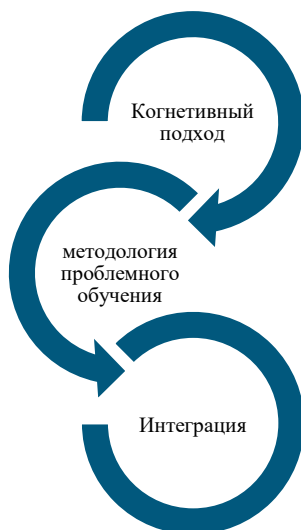 Когнетивный
подход
методология
проблемного
обучения
Интеграция